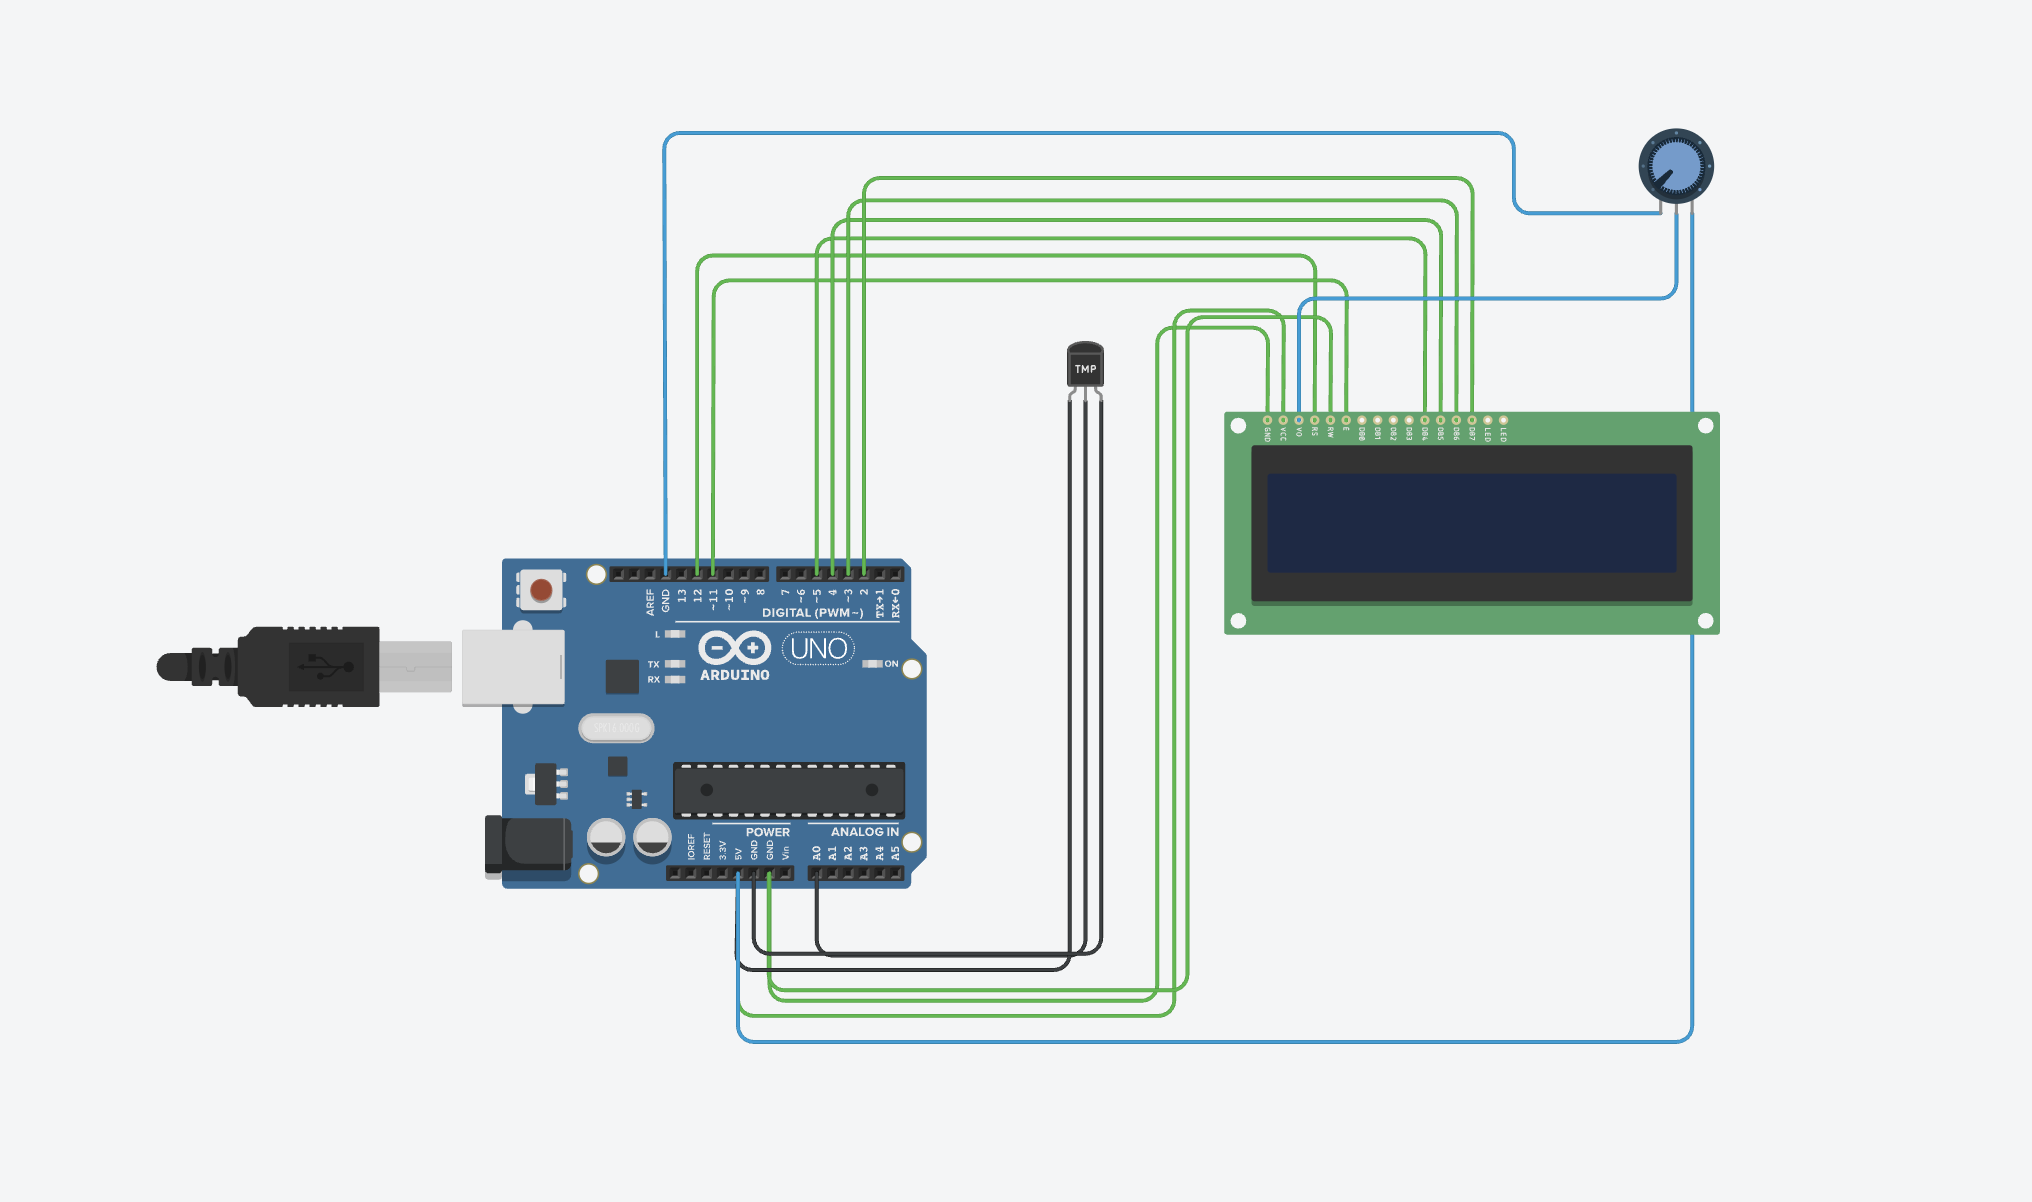 TMP
GND VCC VO RS RW E DB0 DB1 DB2 DB3 DB4 DB5 DB6 DB7 LED LED
AREF GND 13 12 ~11 ~10 ~9 8 7 ~6 ~5 4 ~3 2 TX→1 RX←0
DIGITAL (PWM~)
L
UNO
TX ON
RX ARDUINO
POWER ANALOG IN
IOREF RESET 3.3V 5V GND GND Vin A0 A1 A2 A3 A4 A5